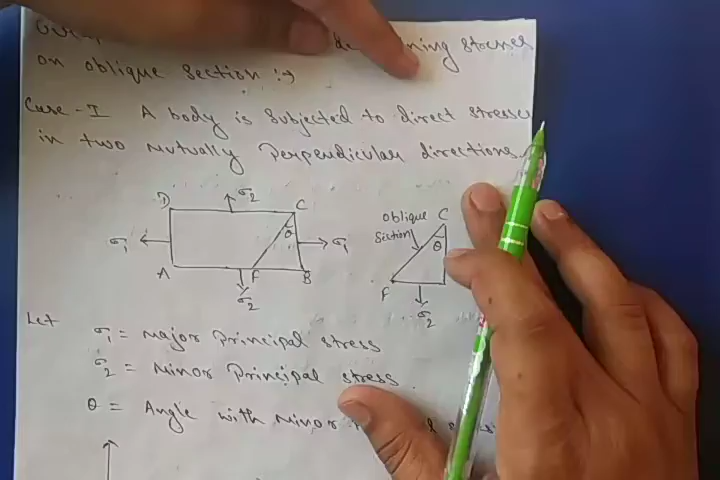 on oblique section :→
Case-I A body is subjected to direct stresses
in two Mutually Perpendicular directions.
D σ2 C
θ
σ1 σ1
A F B
σ2
oblique C
section θ
F
σ2
Let
σ1 = Major Principal stress
σ2 = Minor Principal stress.
θ = Angle with Minor